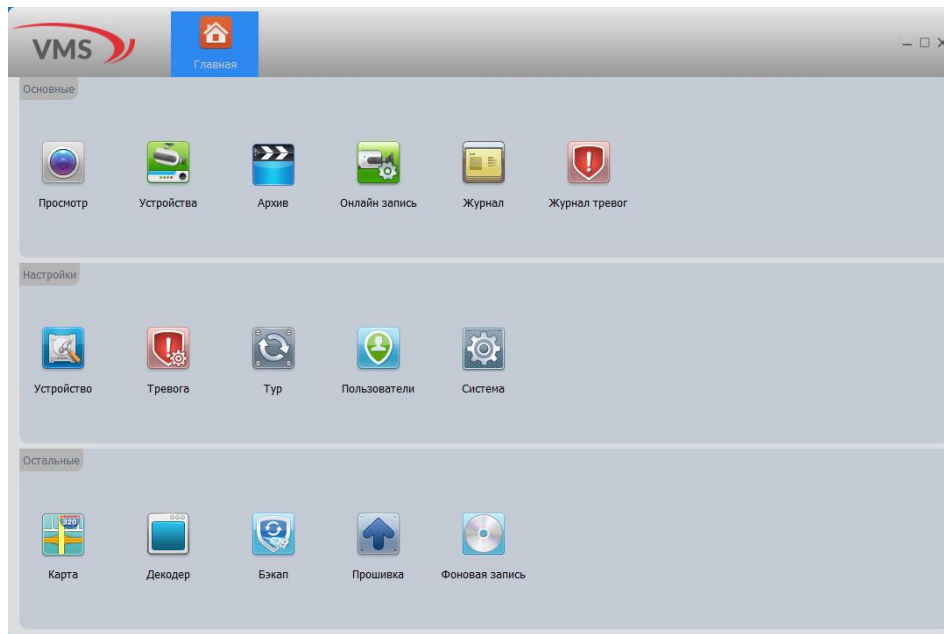 VMS
Главная
Основные
Просмотр
Устройства
Архив
Онлайн запись
Журнал
Журнал тревог
Настройки
Устройство
Тревога
Тур
Пользователи
Система
Остальные
320
Карта
Декодер
Бэкап
Прошивка
Фоновая запись